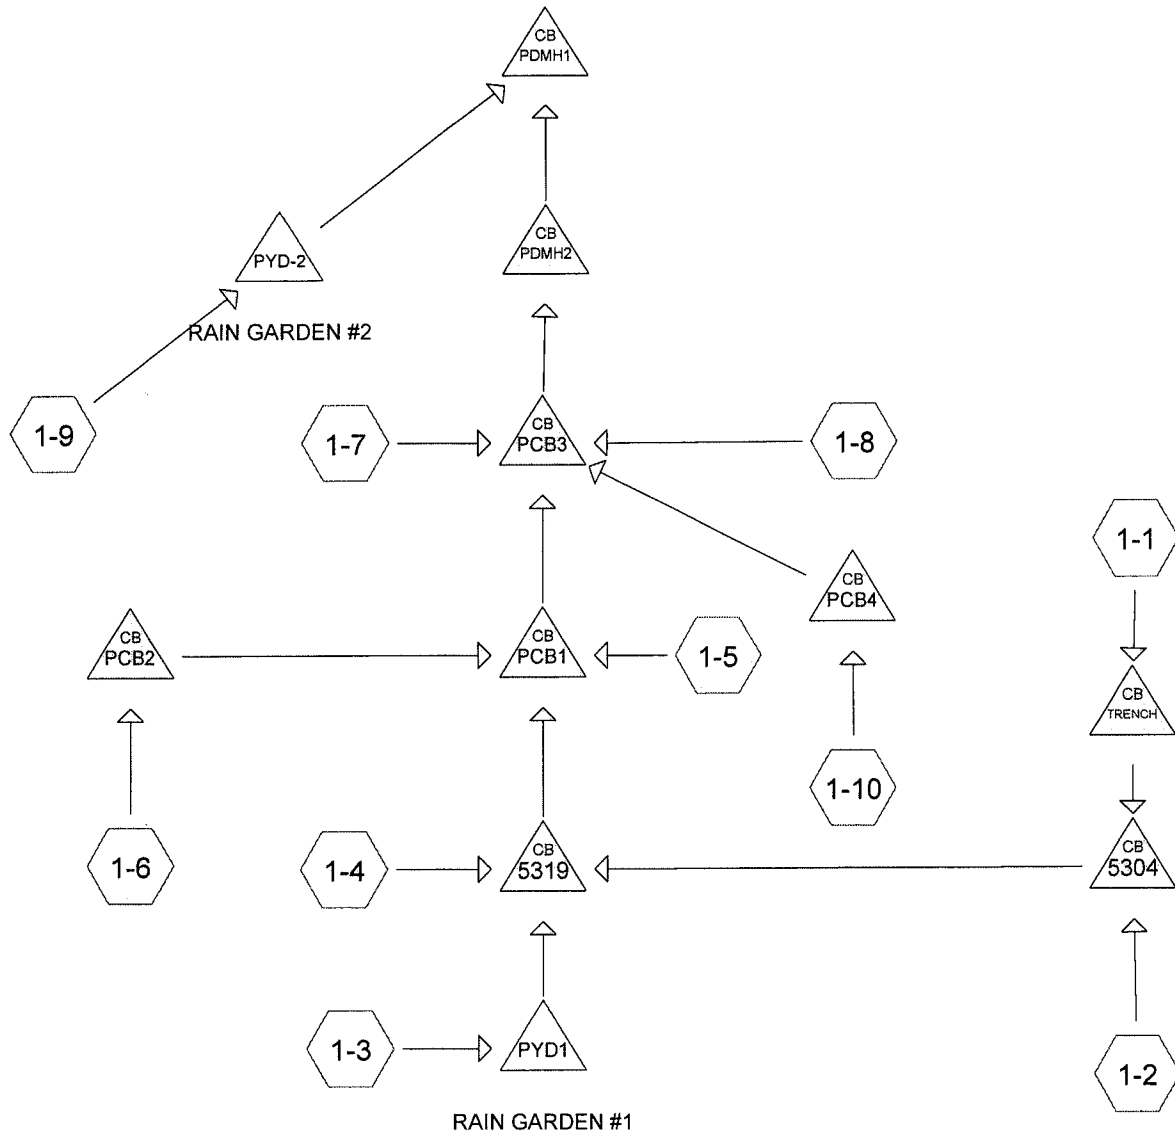 CB
PDMH1
CB
PDMH2
PYD-2
RAIN GARDEN #2
1-9
1-7
CB
PCB3
1-8
1-1
CB
PCB4
CB
PCB2
CB
PCB1
1-5
CB
TRENCH
1-10
1-6
1-4
CB
5319
CB
5304
1-3
PYD1
1-2
RAIN GARDEN #1